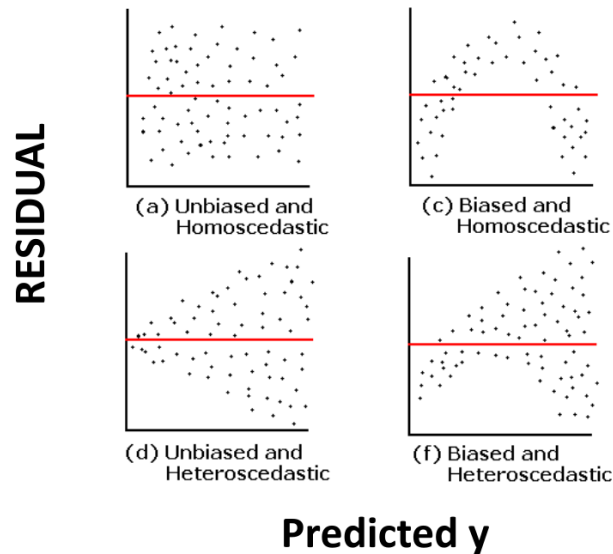 RESIDUAL
(a) Unbiased and
Homoscedastic
(c) Biased and
Homoscedastic
(d) Unbiased and
Heteroscedastic
(f) Biased and
Heteroscedastic
Predicted y